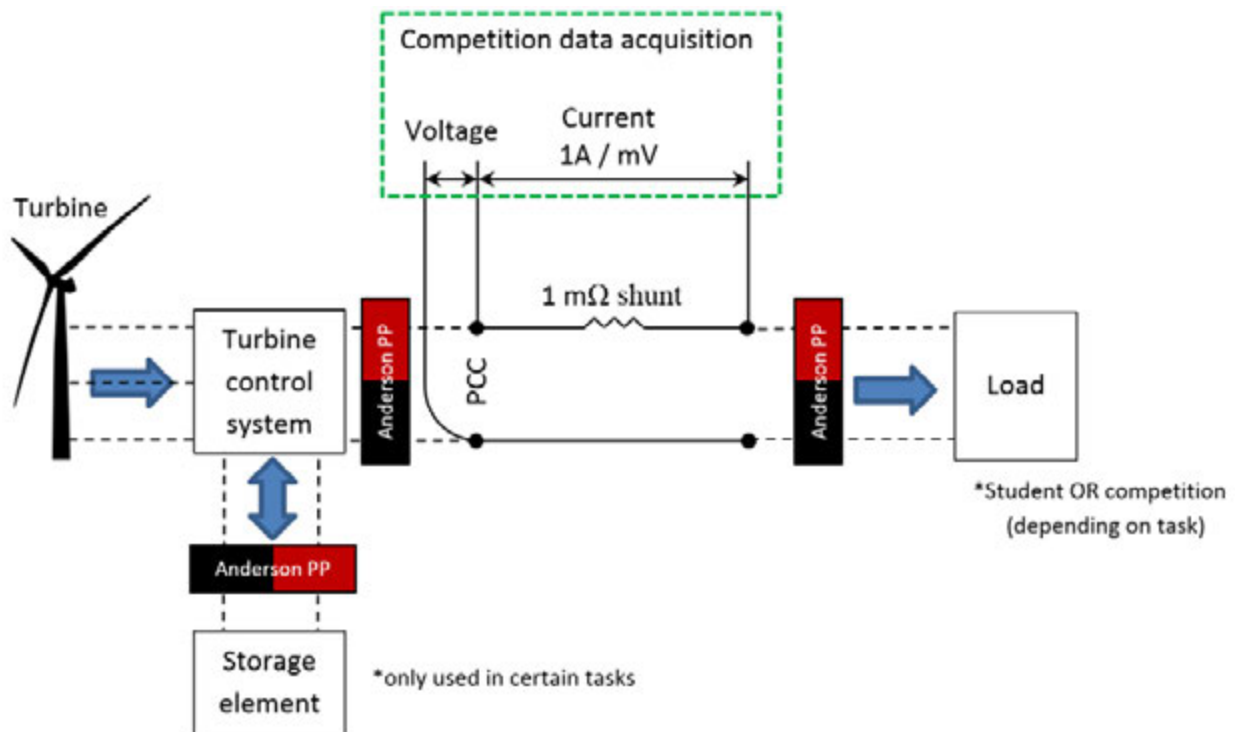 Competition data acquisition
Voltage
Current
1A / mV
Turbine
1 mΩ shunt
Turbine
control
system
Anderson PP
PCC
Anderson PP
Load
*Student OR competition
(depending on task)
Anderson PP
Storage
element
*only used in certain tasks